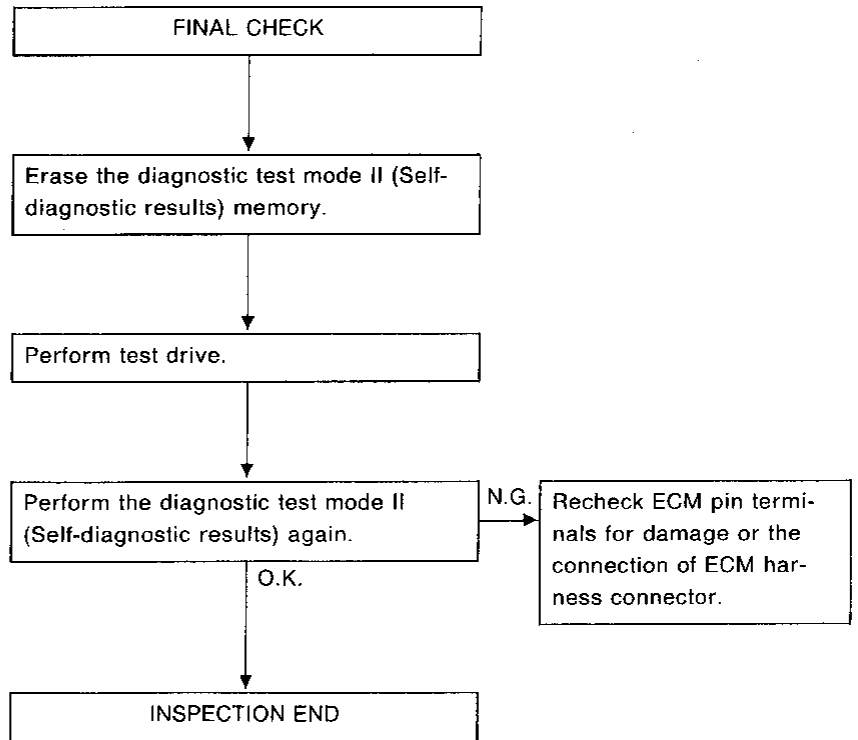 FINAL CHECK
Erase the diagnostic test mode II (Self-
diagnostic results) memory.
Perform test drive.
Perform the diagnostic test mode II
(Self-diagnostic results) again.
N.G.
Recheck ECM pin termi-
nals for damage or the
connection of ECM har-
ness connector.
O.K.
INSPECTION END